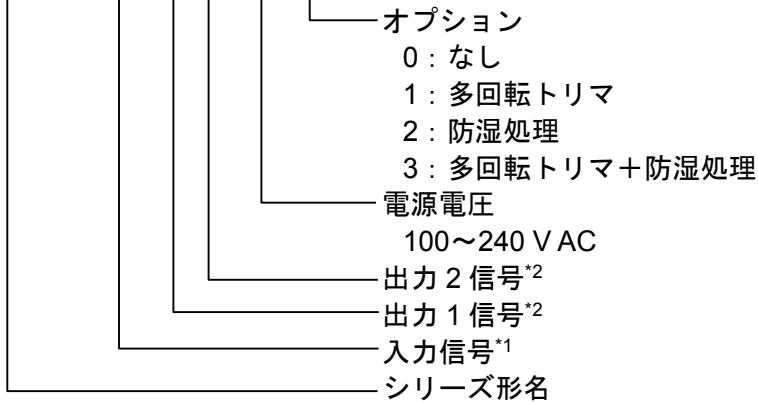 オプション
0：なし
1：多回転トリマ
2：防湿処理
3：多回転トリマ＋防湿処理
電源電圧
100～240 V AC
出力 2 信号*2
出力 1 信号*2
入力信号*1
シリーズ形名